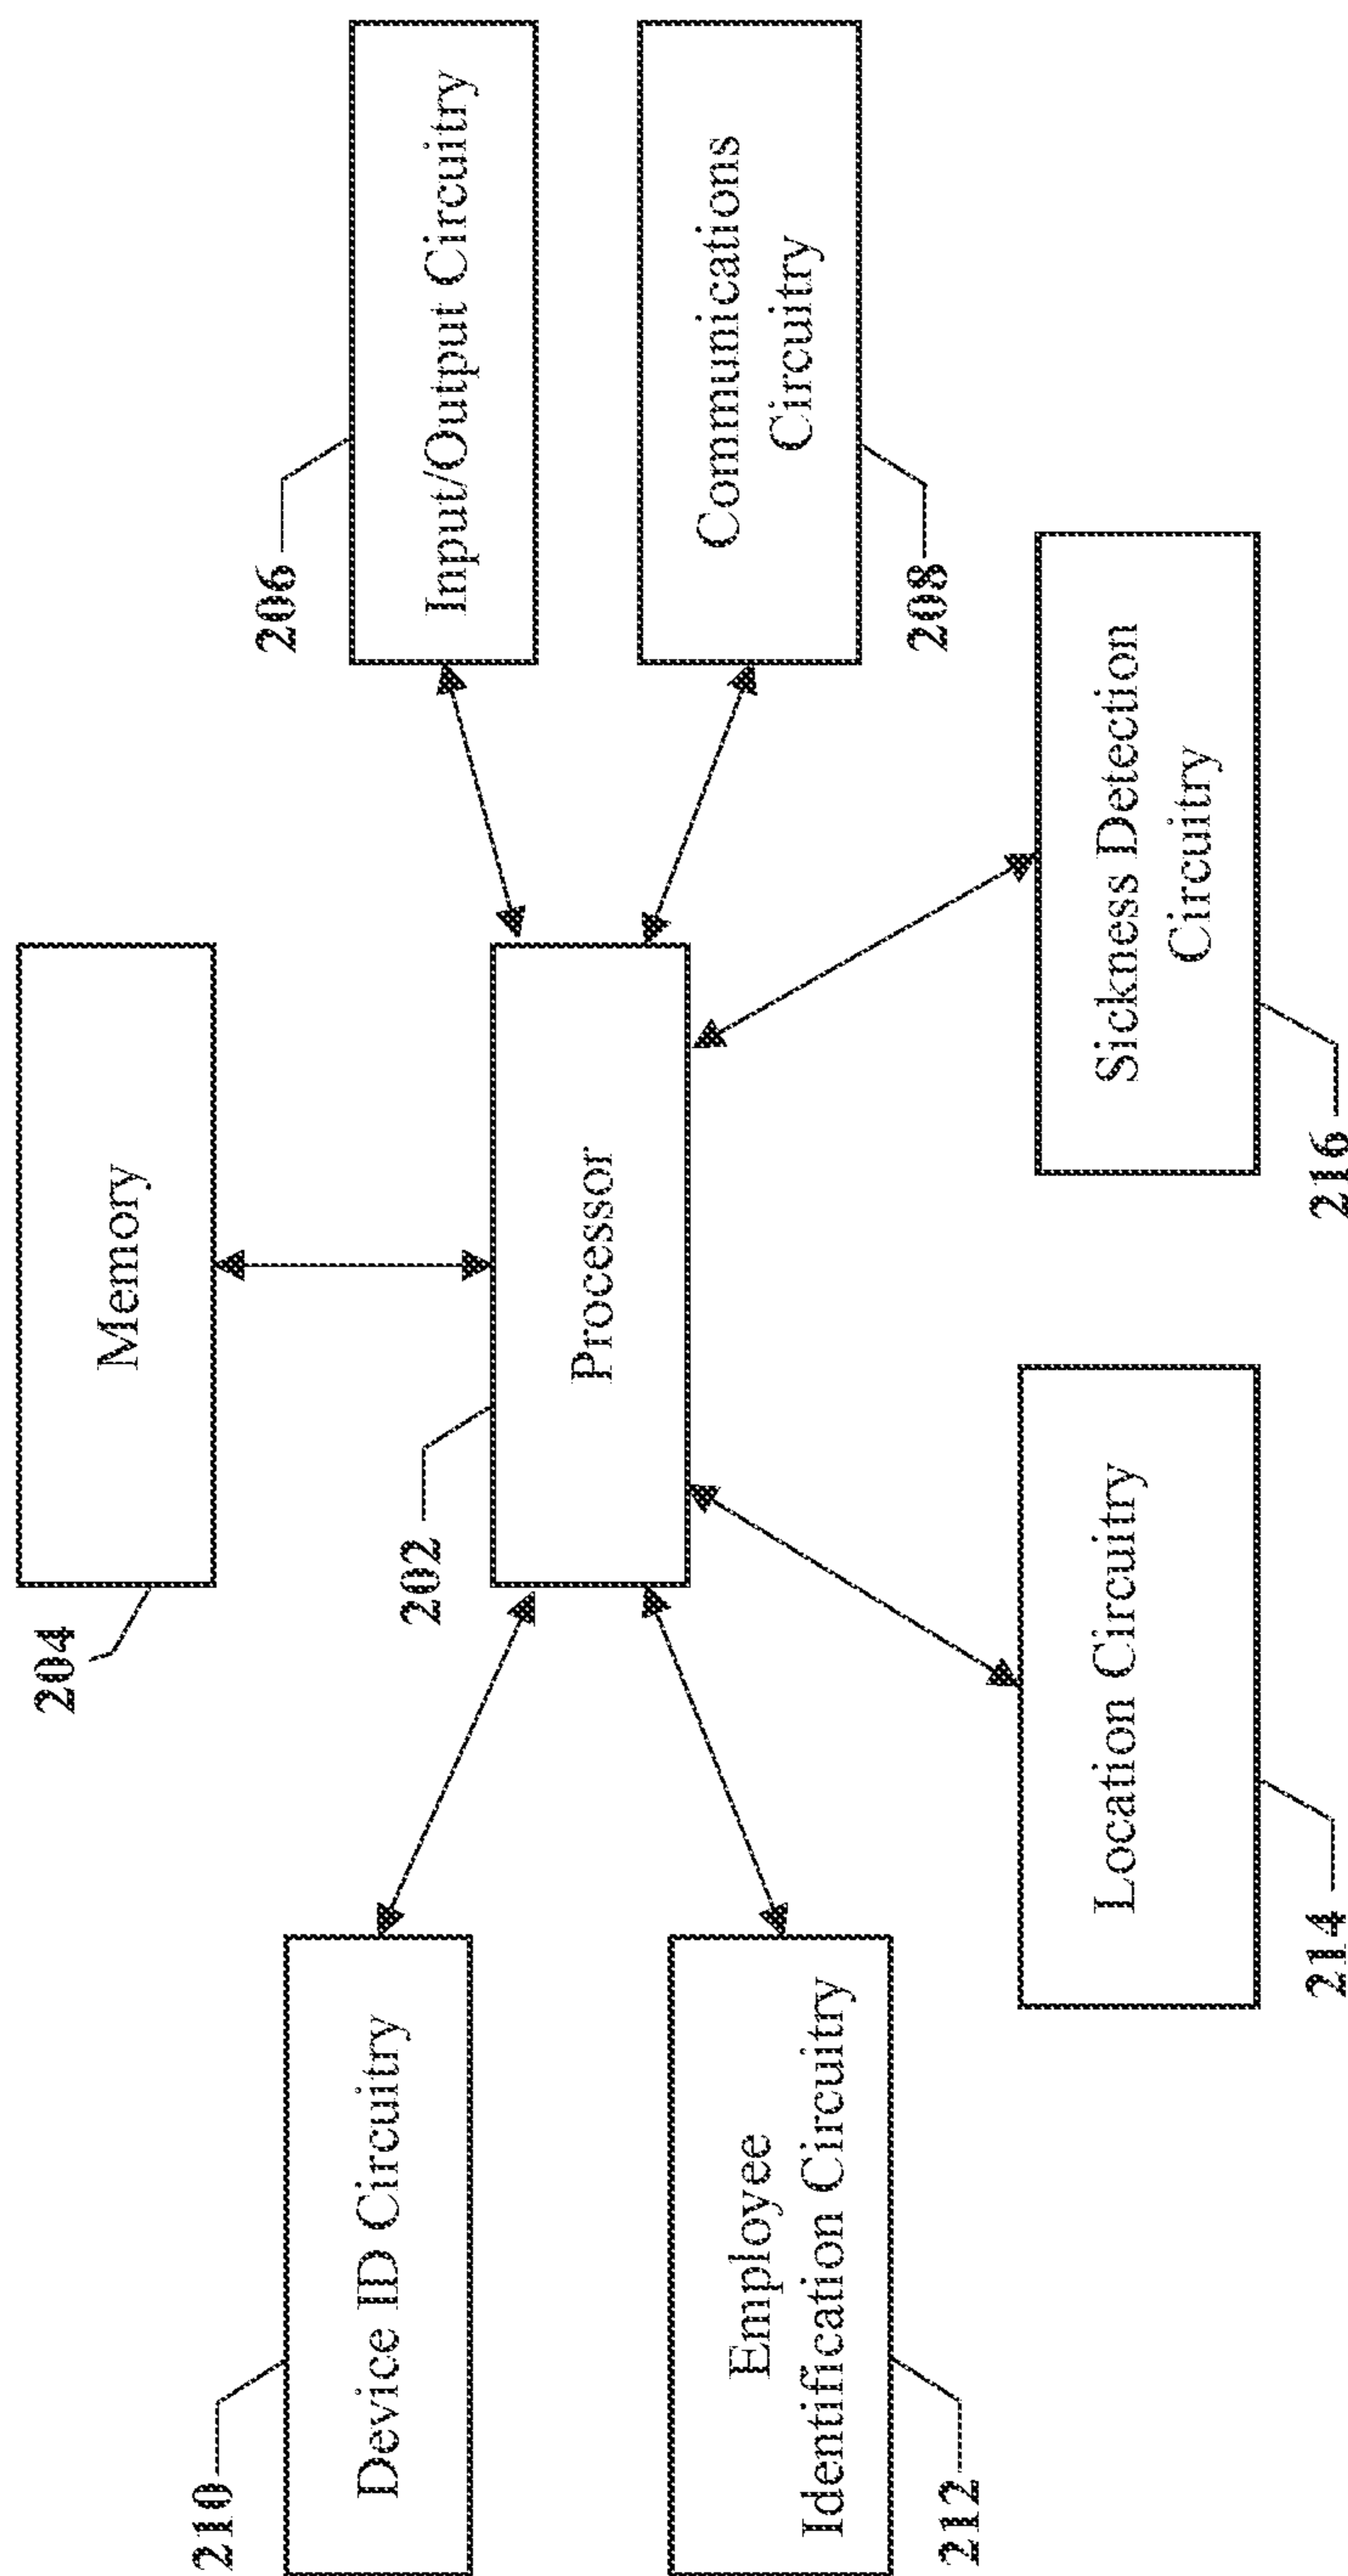 204
Memory
210
Device ID Circuitry
202
Processor
206
Input/Output Circuitry
Employee
Identification Circuitry
212
Communications
Circuitry
208
Location Circuitry
214
Sickness Detection
Circuitry
216